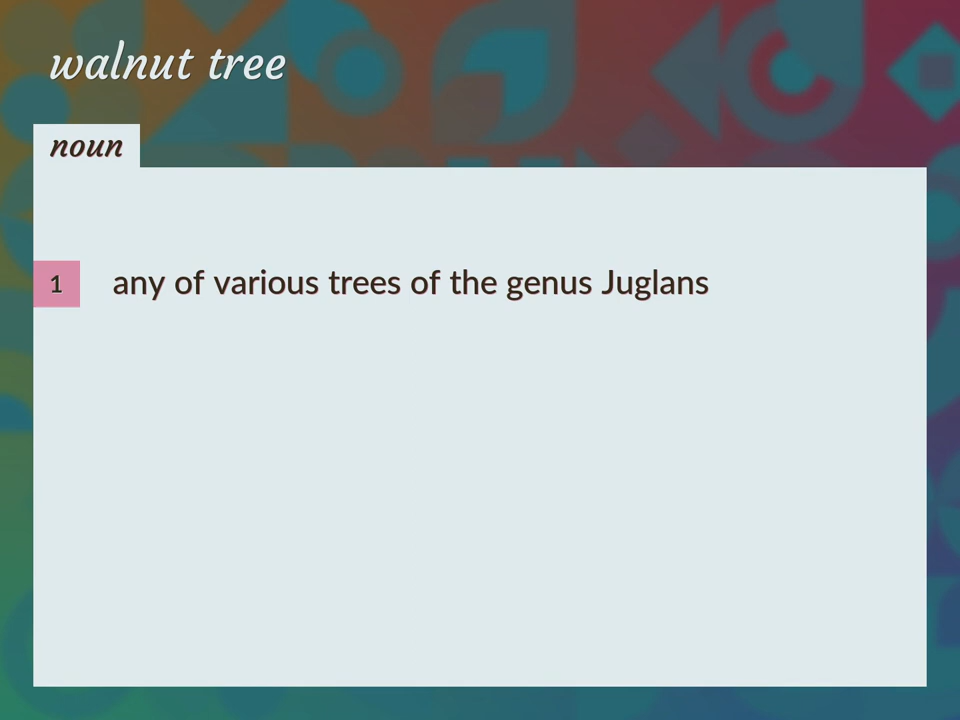 walnut tree
noun
1 any of various trees of the genus Juglans